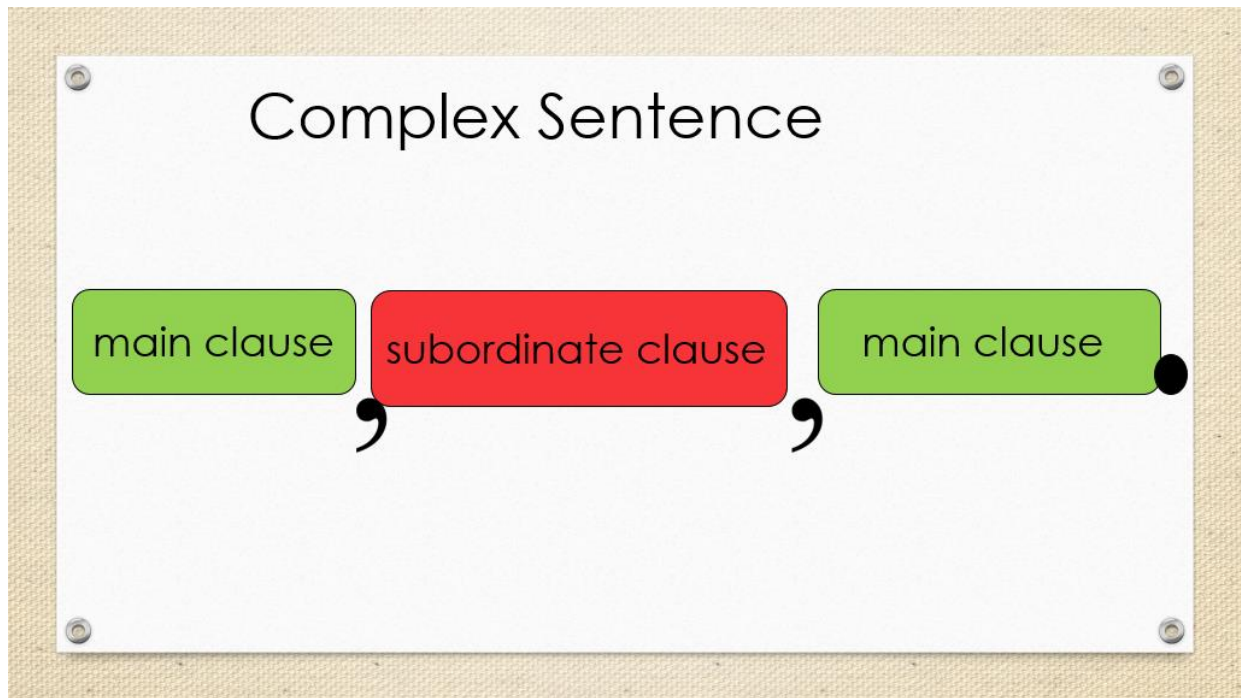 Complex Sentence
main clause , subordinate clause , main clause .